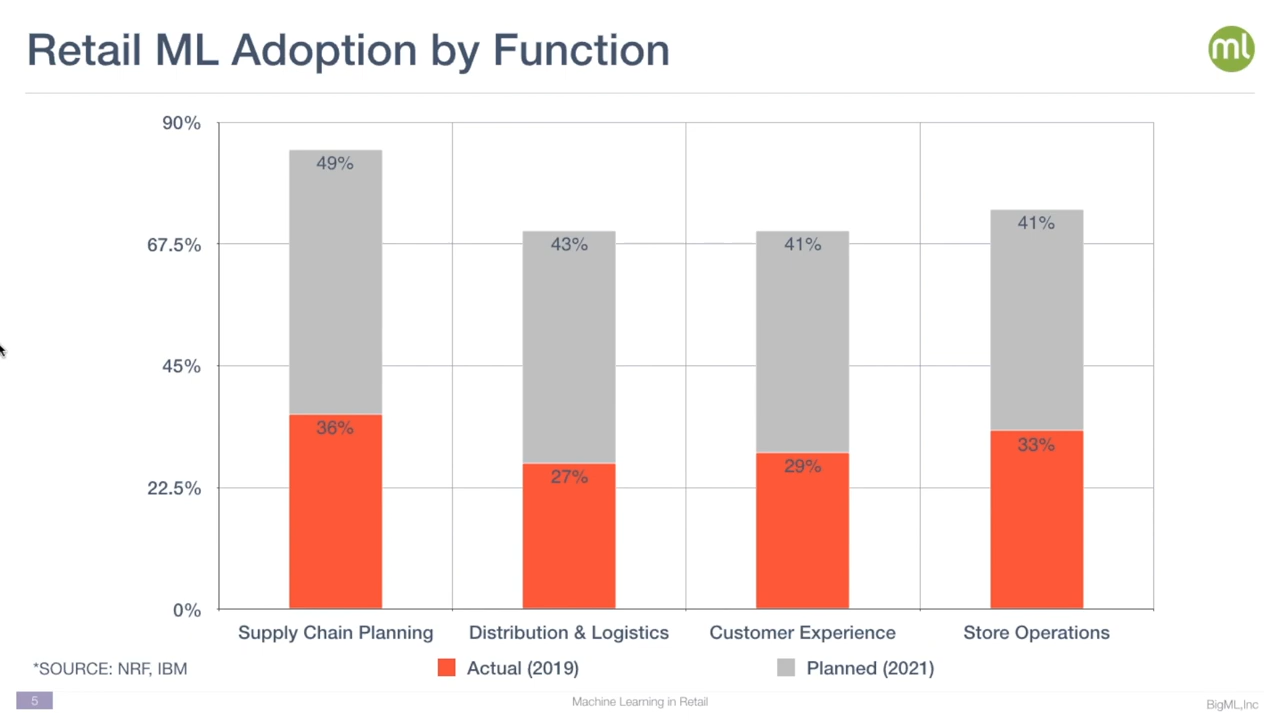 Retail ML Adoption by Function
ml
90%
67.5%
45%
22.5%
0%
49%
43%
41%
41%
36%
27%
29%
33%
Supply Chain Planning
Distribution & Logistics
Customer Experience
Store Operations
*SOURCE: NRF, IBM
Actual (2019)
Planned (2021)
5
Machine Learning in Retail
BigML,Inc